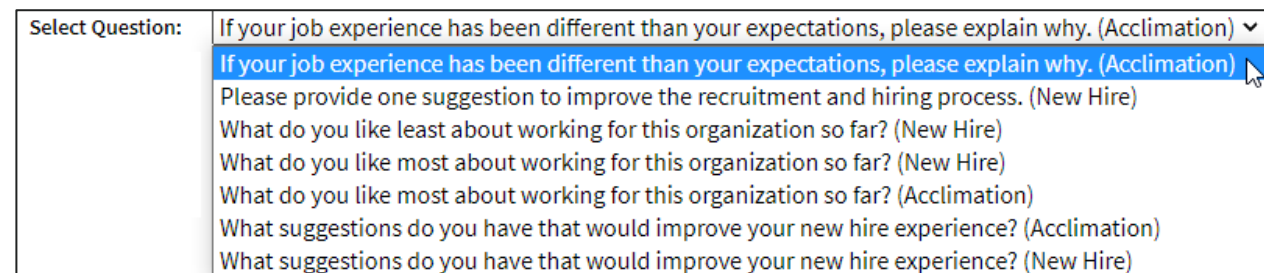 Select Question: If your job experience has been different than your expectations, please explain why. (Acclimation)
If your job experience has been different than your expectations, please explain why. (Acclimation)
Please provide one suggestion to improve the recruitment and hiring process. (New Hire)
What do you like least about working for this organization so far? (New Hire)
What do you like most about working for this organization so far? (New Hire)
What do you like most about working for this organization so far? (Acclimation)
What suggestions do you have that would improve your new hire experience? (Acclimation)
What suggestions do you have that would improve your new hire experience? (New Hire)